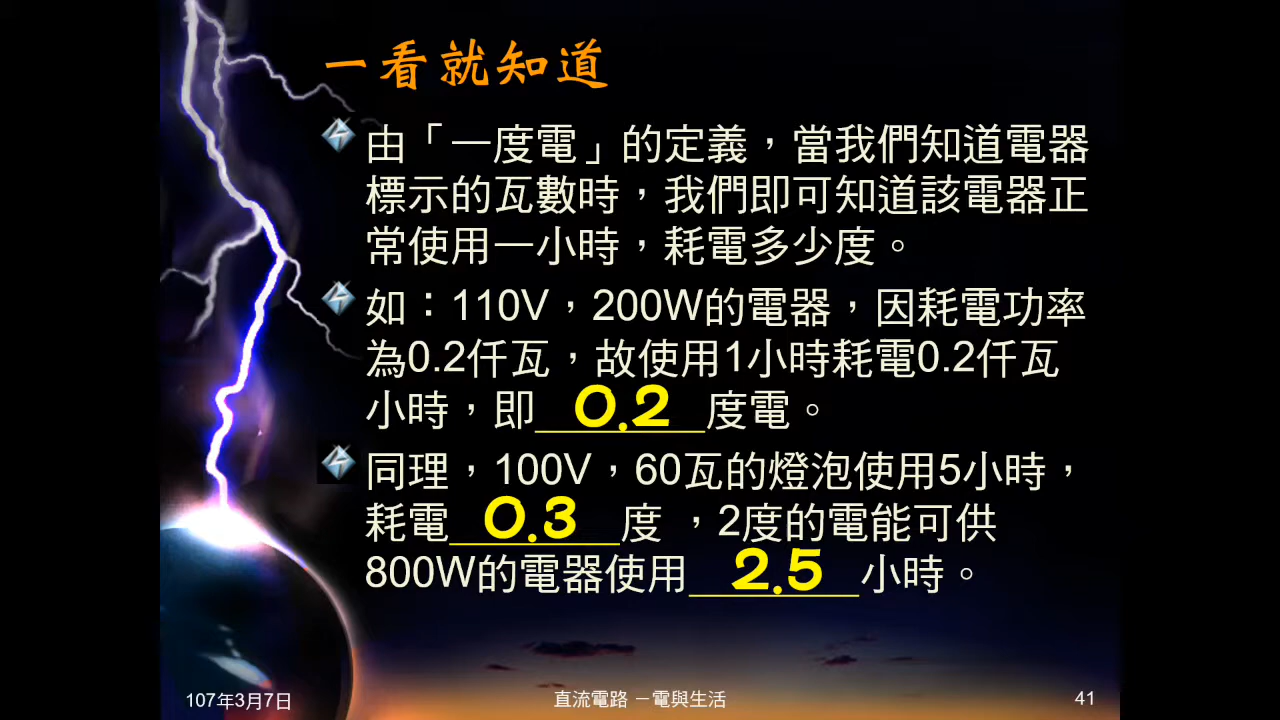 一看就知道
由「一度電」的定義，當我們知道電器
標示的瓦數時，我們即可知道該電器正
常使用一小時，耗電多少度。
如：110V，200W的電器，因耗電功率
為0.2仟瓦，故使用1小時耗電0.2仟瓦
小時，即0.2度電。
同理，100V，60瓦的燈泡使用5小時，
耗電0.3度 ，2度的電能可供
800W的電器使用2.5小時。
107年3月7日
直流電路 －電與生活
41